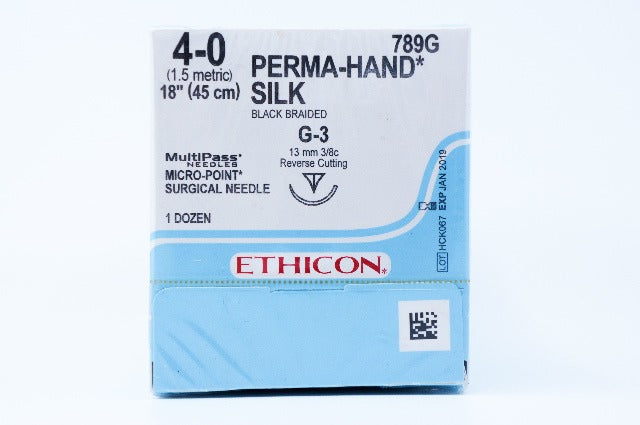 4-0
(1.5 metric)
18" (45 cm)
789G
PERMA-HAND*
SILK
BLACK BRAIDED
G-3
13 mm 3/8c
Reverse Cutting
MultiPass*
NEEDLES
MICRO-POINT*
SURGICAL NEEDLE
1 DOZEN
LOT HCK067 EXP JAN 2019
ETHICON*